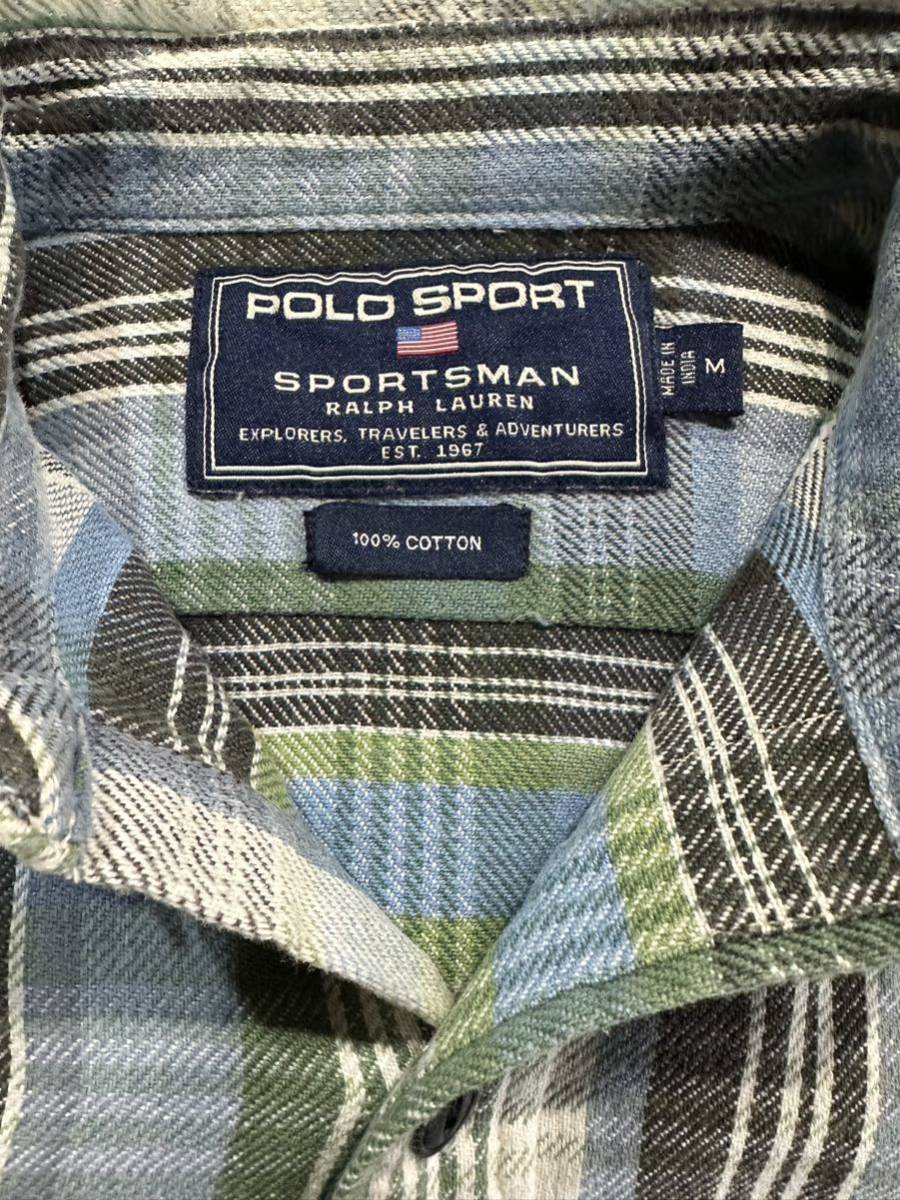 POLO SPORT
SPORTSMAN
RALPH LAUREN
EXPLORERS, TRAVELERS & ADVENTURERS
EST. 1967
MADE IN
INDIA
M
100% COTTON